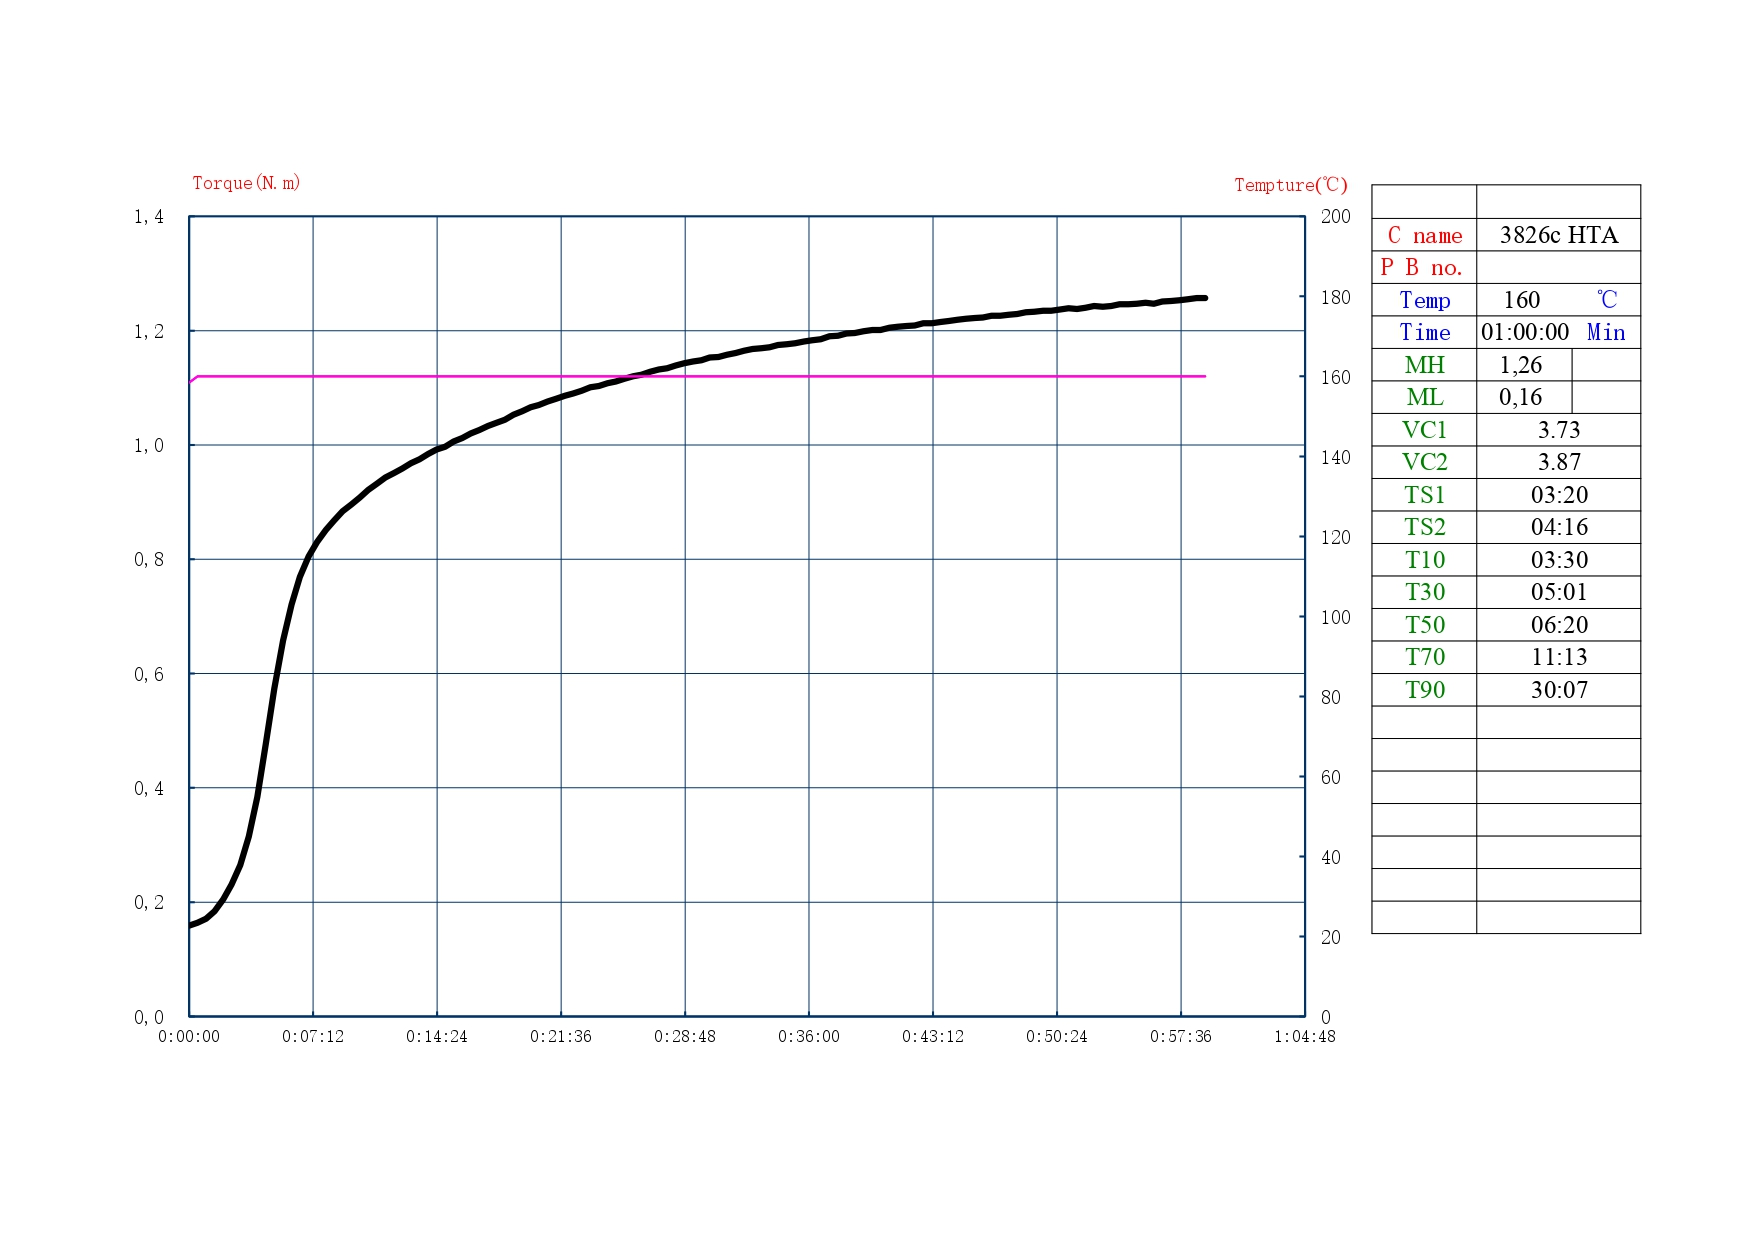 Torque(N.m)
Tempture(℃)
1,4
1,2
1,0
0,8
0,6
0,4
0,2
0,0
200
180
160
140
120
100
80
60
40
20
0
0:00:00 0:07:12 0:14:24 0:21:36 0:28:48 0:36:00 0:43:12 0:50:24 0:57:36 1:04:48
C name 3826c HTA
P B no.
Temp 160 ℃
Time 01:00:00 Min
MH 1,26
ML 0,16
VC1 3.73
VC2 3.87
TS1 03:20
TS2 04:16
T10 03:30
T30 05:01
T50 06:20
T70 11:13
T90 30:07